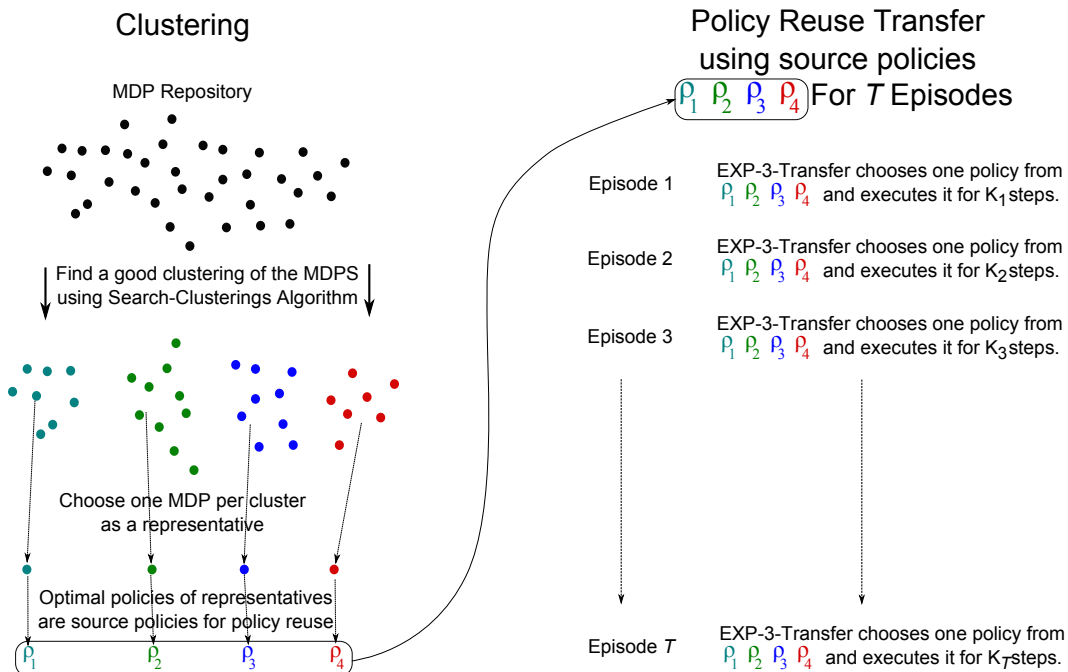 Clustering
MDP Repository
Find a good clustering of the MDPS
using Search-Clusterings Algorithm
Choose one MDP per cluster
as a representative
Optimal policies of representatives
are source policies for policy reuse
ρ1 ρ2 ρ3 ρ4
Policy Reuse Transfer
using source policies
ρ1 ρ2 ρ3 ρ4 For T Episodes
Episode 1
EXP-3-Transfer chooses one policy from
ρ1 ρ2 ρ3 ρ4 and executes it for K1 steps.
Episode 2
EXP-3-Transfer chooses one policy from
ρ1 ρ2 ρ3 ρ4 and executes it for K2 steps.
Episode 3
EXP-3-Transfer chooses one policy from
ρ1 ρ2 ρ3 ρ4 and executes it for K3 steps.
Episode T
EXP-3-Transfer chooses one policy from
ρ1 ρ2 ρ3 ρ4 and executes it for KT steps.